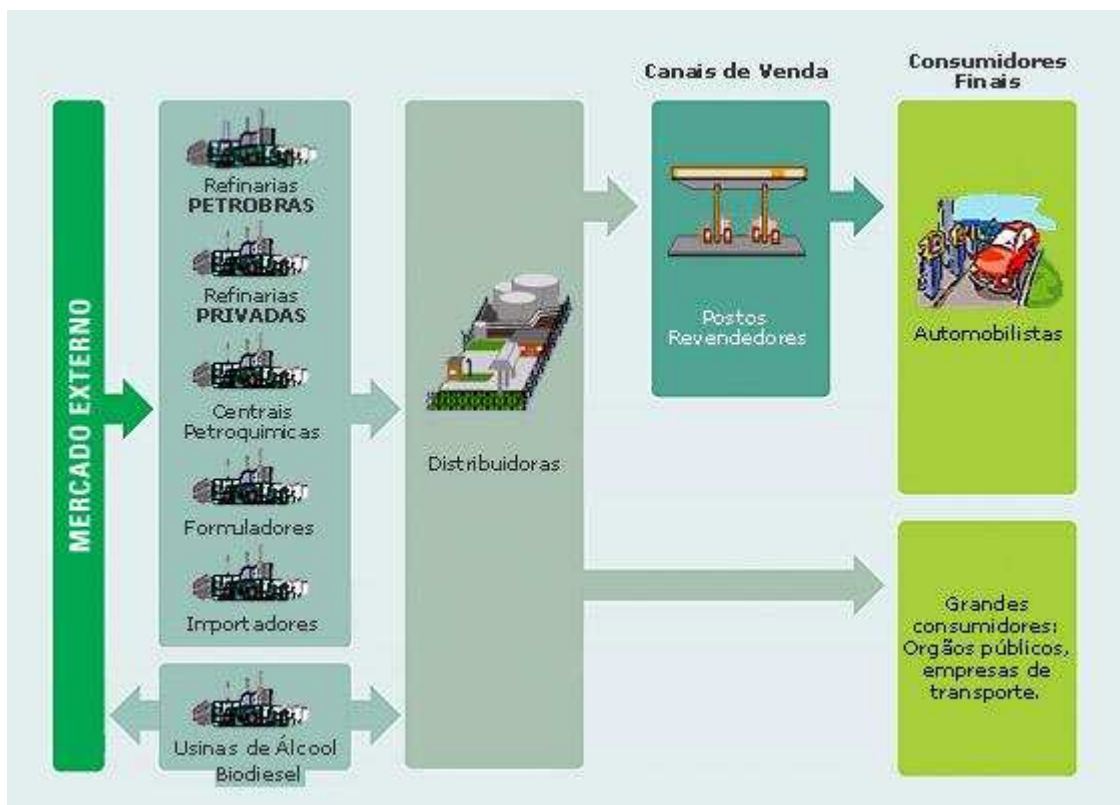 MERCADO EXTERNO
Refinarias
PETROBRAS
Refinarias
PRIVADAS
Centrais
Petroquimicas
Formuladores
Importadores
Usinas de Álcool
Biodiesel
Distribuidoras
Canais de Venda
Postos
Revendedores
Consumidores
Finais
Automobilistas
Grandes
consumidores:
Orgãos públicos,
empresas de
transporte.